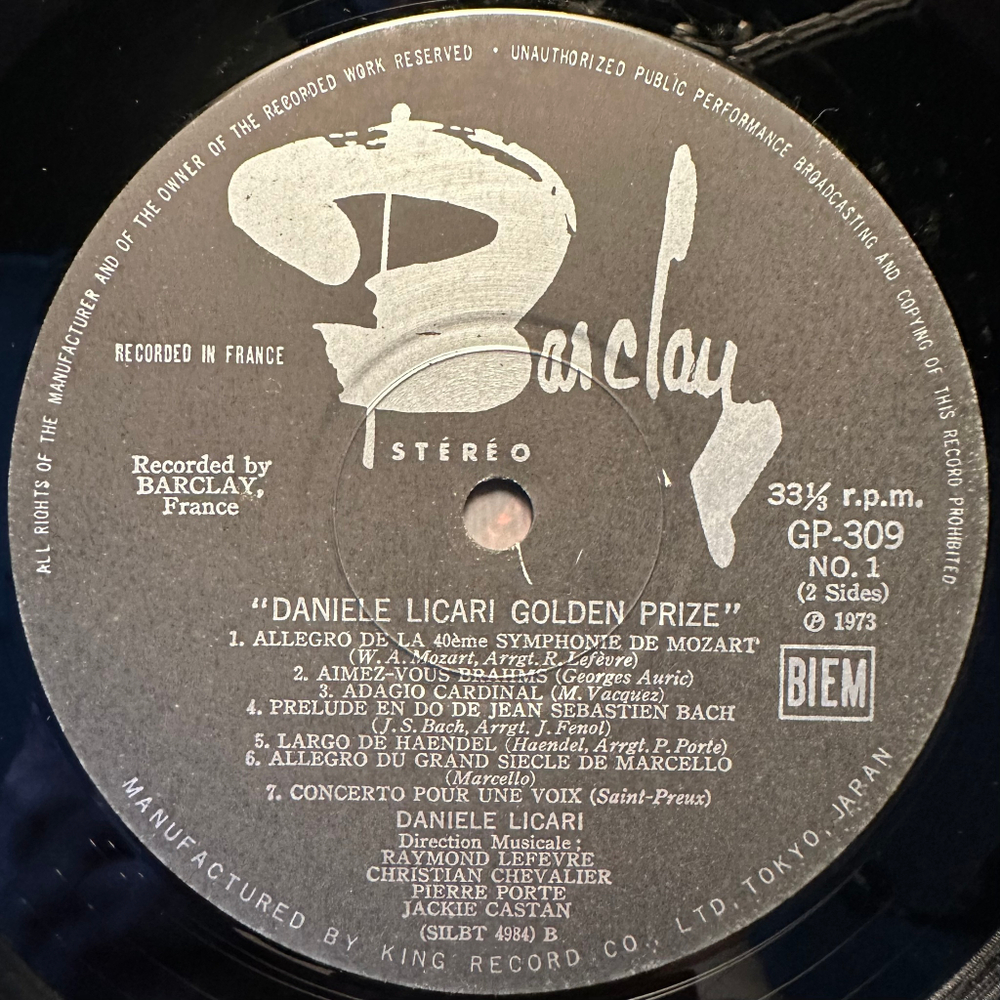 ALL RIGHTS OF THE MANUFACTURER AND OF THE OWNER OF THE RECORDED WORK RESERVED • UNAUTHORIZED PUBLIC PERFORMANCE BROADCASTING AND COPYING OF THIS RECORD PROHIBITED
Barclay
RECORDED IN FRANCE
STÉRÉO
Recorded by
BARCLAY,
France
33⅓ r.p.m.
GP-309
NO. 1
(2 Sides)
℗ 1973
BIEM
"DANIELE LICARI GOLDEN PRIZE"
1. ALLEGRO DE LA 40ème SYMPHONIE DE MOZART
(W. A. Mozart, Arrgt. R. Lefèvre)
2. AIMEZ-VOUS BRAHMS (Georges Auric)
3. ADAGIO CARDINAL (M. Vacquez)
4. PRELUDE EN DO DE JEAN SEBASTIEN BACH
(J. S. Bach, Arrgt. J. Fenol)
5. LARGO DE HAENDEL (Haendel, Arrgt. P. Porte)
6. ALLEGRO DU GRAND SIECLE DE MARCELLO
(Marcello)
7. CONCERTO POUR UNE VOIX (Saint-Preux)
DANIELE LICARI
Direction Musicale :
RAYMOND LEFEVRE
CHRISTIAN CHEVALIER
PIERRE PORTE
JACKIE CASTAN
(SILBT 4984) B
MANUFACTURED BY KING RECORD CO., LTD, TOKYO, JARAN